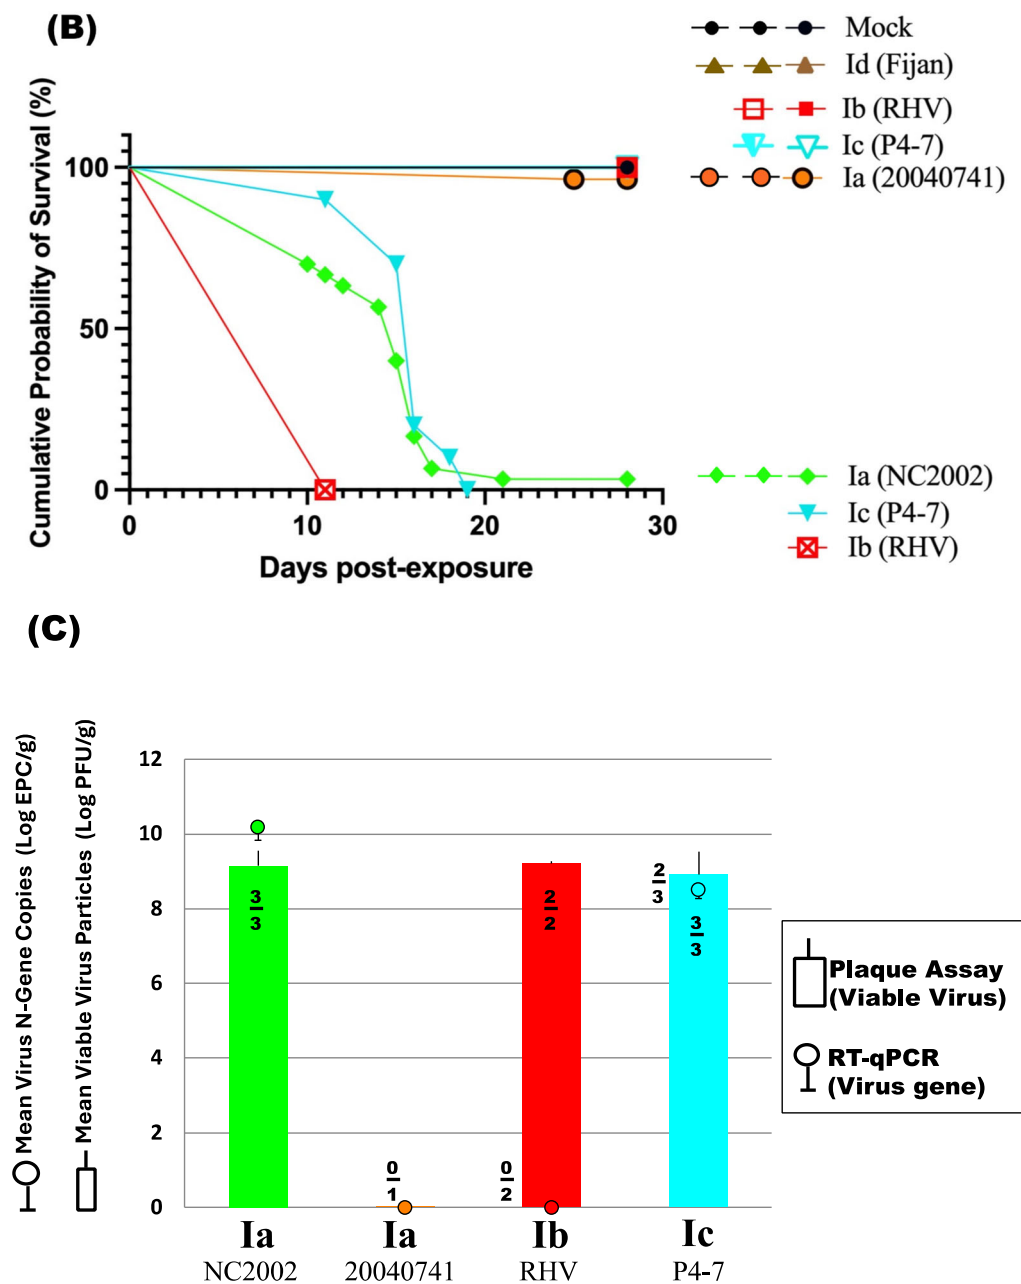 (B)
Mock
Id (Fijan)
Ib (RHV)
Ic (P4-7)
Ia (20040741)
Cumulative Probability of Survival (%)
100
50
0
0
10
20
30
Days post-exposure
Ia (NC2002)
Ic (P4-7)
Ib (RHV)
(C)
Mean Virus N-Gene Copies (Log EPC/g)
Mean Viable Virus Particles (Log PFU/g)
12
10
8
6
4
2
0
3
3
0
1
2
2
0
2
2
3
3
3
Plaque Assay
(Viable Virus)
RT-qPCR
(Virus gene)
Ia
Ia
Ib
Ic
NC2002
20040741
RHV
P4-7